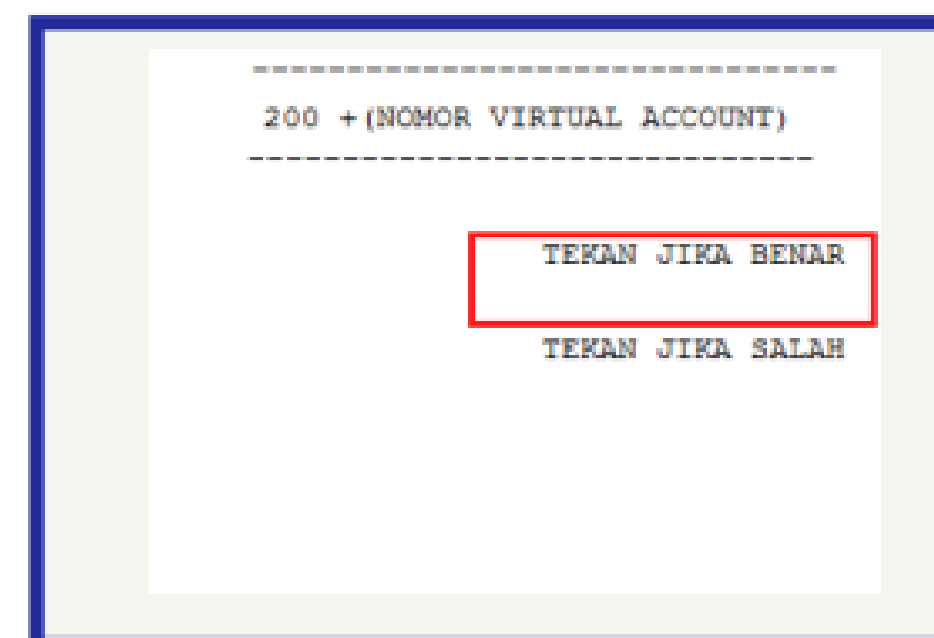 --------------------------------
200 +(NOMOR VIRTUAL ACCOUNT)
------------------------------
TEKAN JIKA BENAR
TEKAN JIKA SALAH